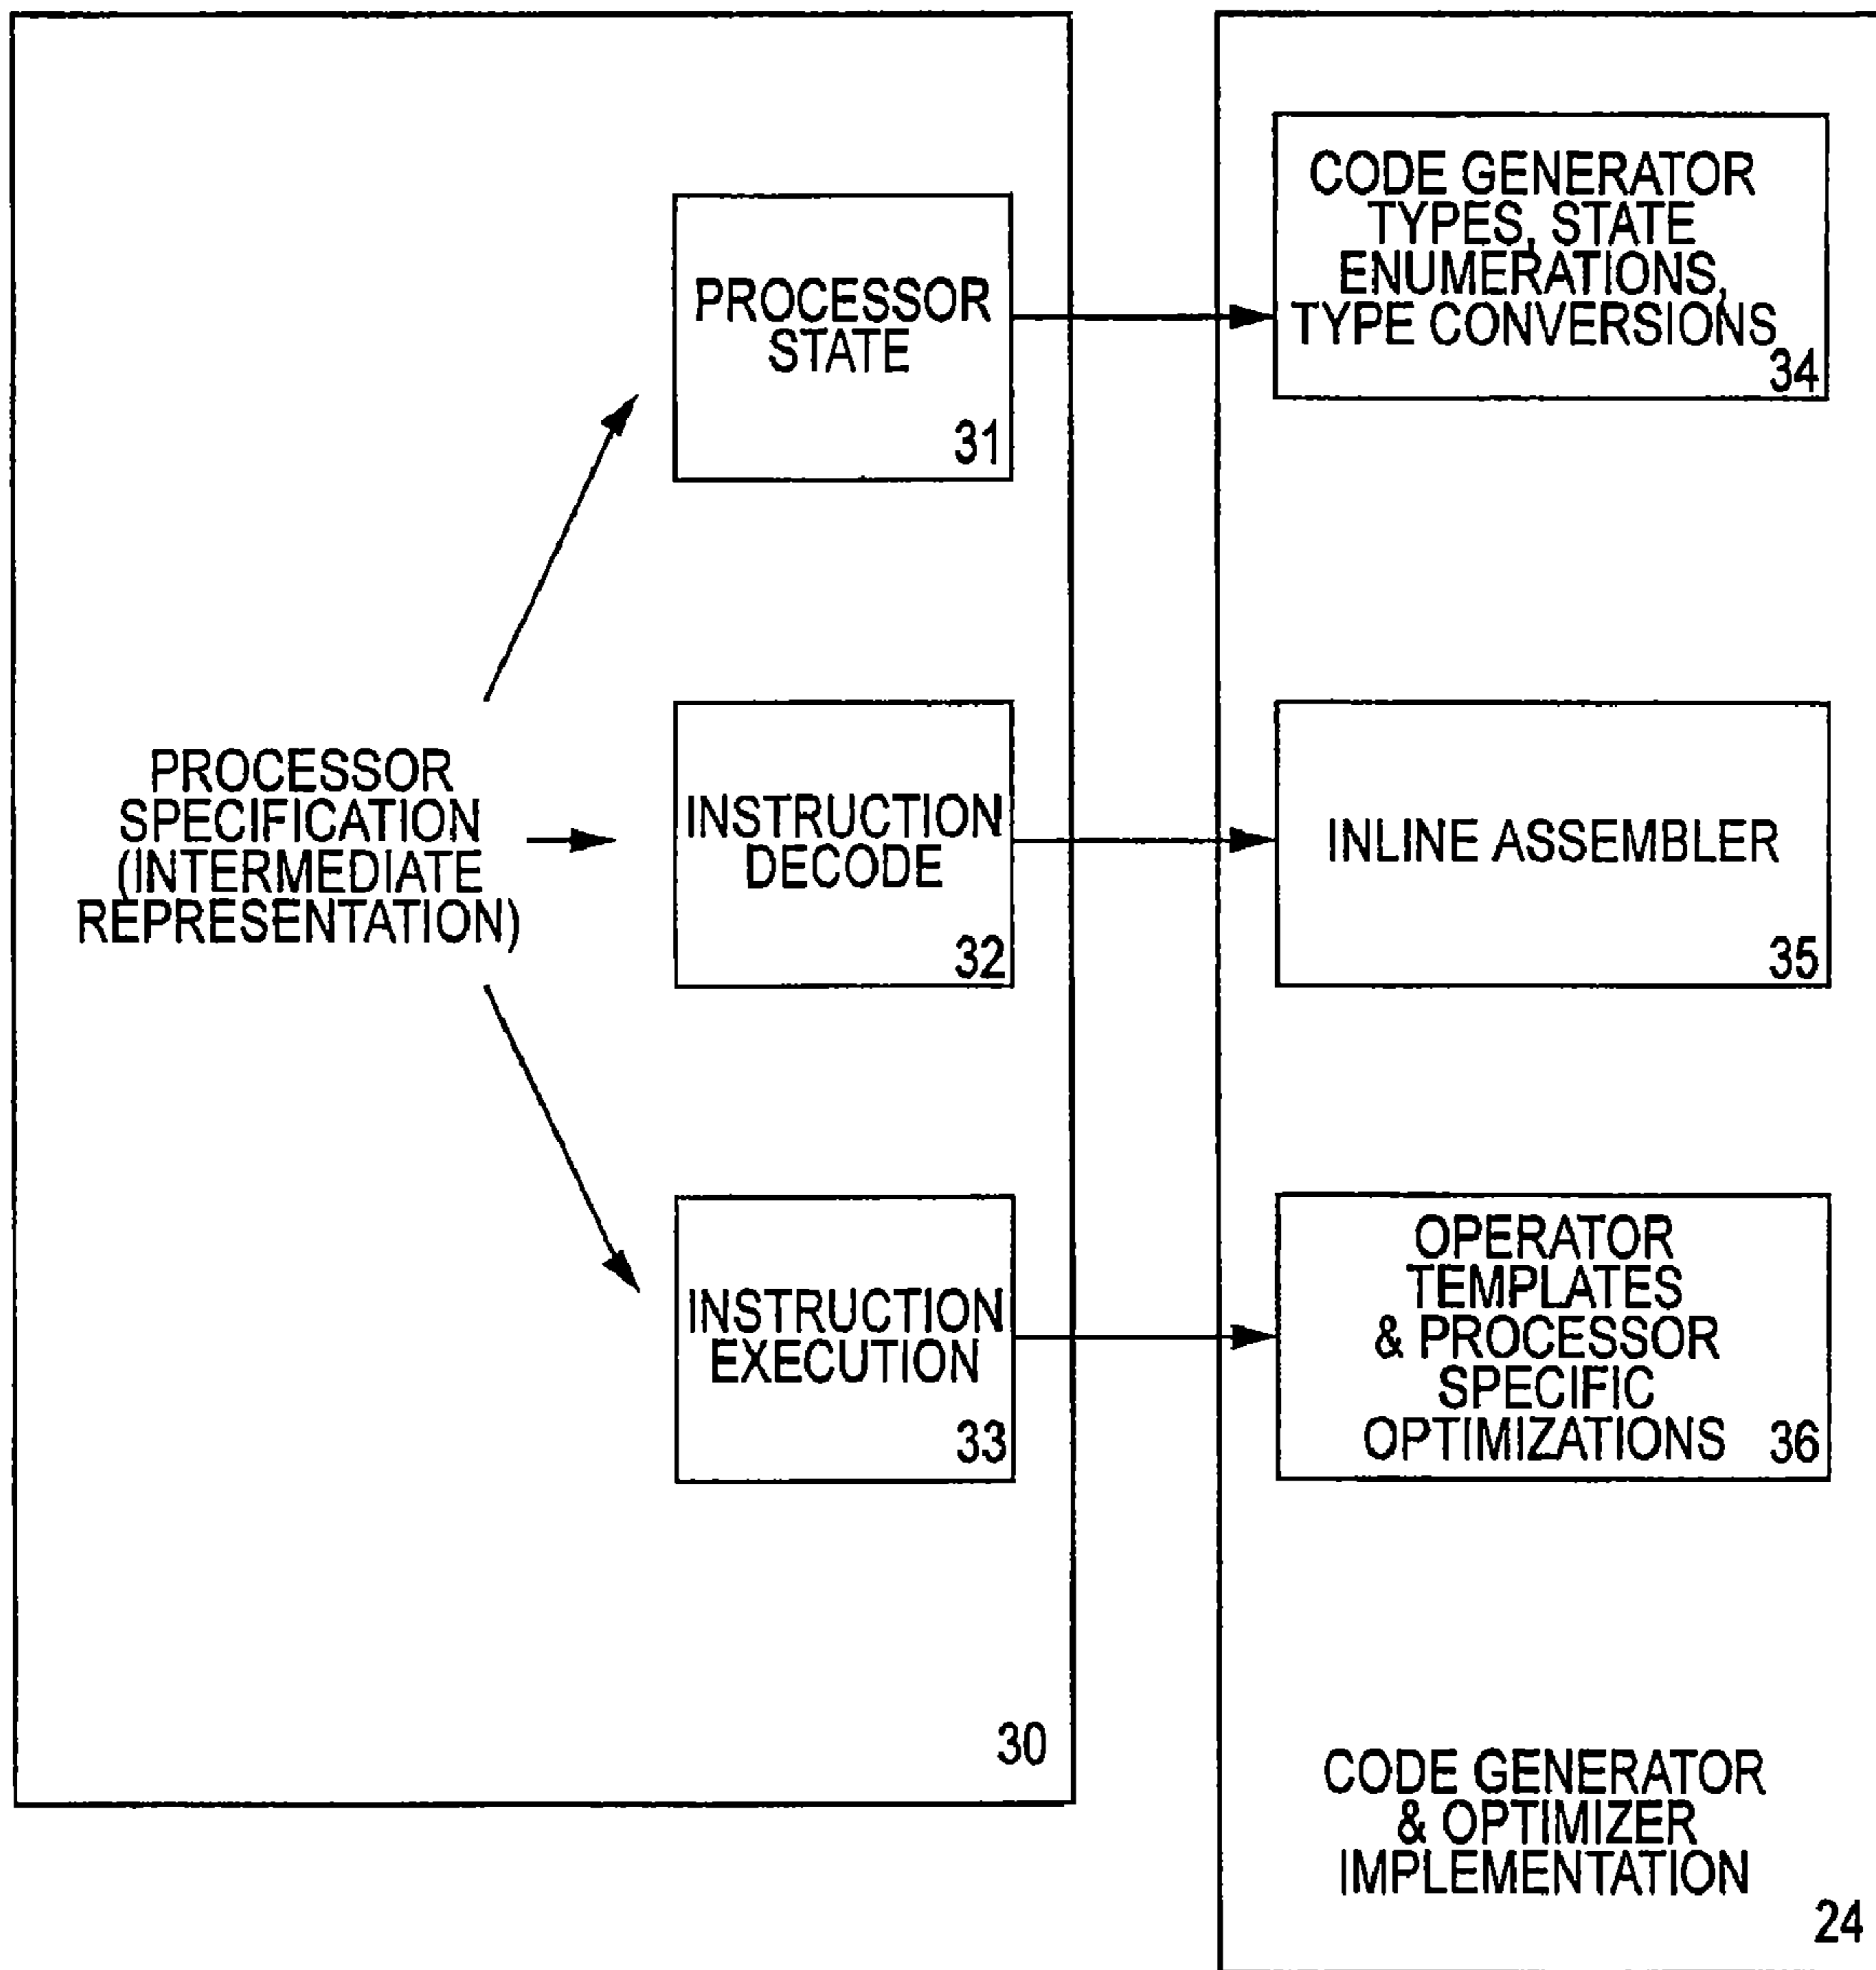 PROCESSOR
SPECIFICATION
(INTERMEDIATE
REPRESENTATION)
PROCESSOR
STATE
31
INSTRUCTION
DECODE
32
INSTRUCTION
EXECUTION
33
30
CODE GENERATOR
TYPES, STATE
ENUMERATIONS,
TYPE CONVERSIONS
34
INLINE ASSEMBLER
35
OPERATOR
TEMPLATES
& PROCESSOR
SPECIFIC
OPTIMIZATIONS 36
CODE GENERATOR
& OPTIMIZER
IMPLEMENTATION
24